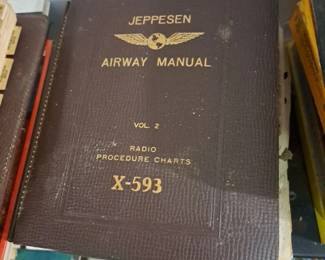 JEPPESEN
AIRWAY MANUAL
VOL. 2
RADIO
PROCEDURE CHARTS
X-593